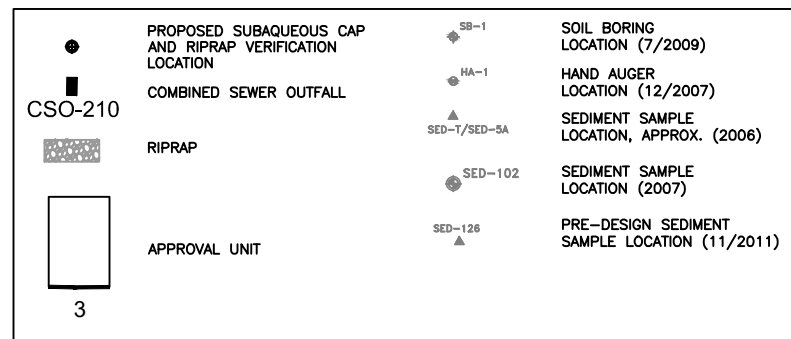 PROPOSED SUBAQUEOUS CAP
AND RIPRAP VERIFICATION
LOCATION
CSO-210
COMBINED SEWER OUTFALL
RIPRAP
APPROVAL UNIT
3
SB-1
SOIL BORING
LOCATION (7/2009)
HA-1
HAND AUGER
LOCATION (12/2007)
SED-T/SED-5A
SEDIMENT SAMPLE
LOCATION, APPROX. (2006)
SED-102
SEDIMENT SAMPLE
LOCATION (2007)
SED-126
PRE-DESIGN SEDIMENT
SAMPLE LOCATION (11/2011)